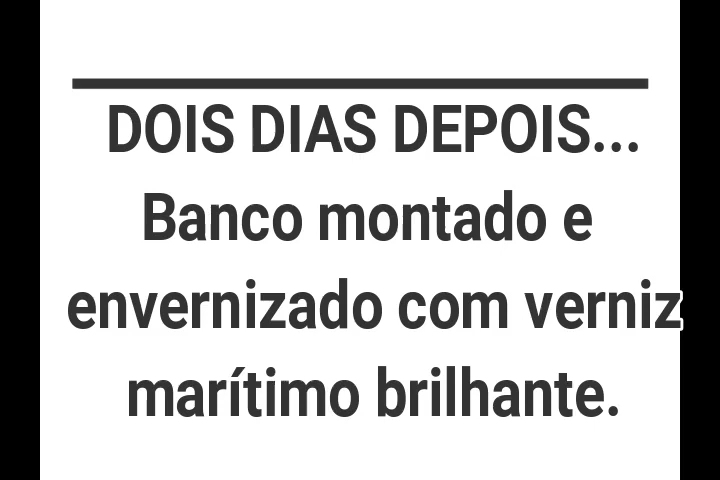 DOIS DIAS DEPOIS...
Banco montado e
envernizado com verniz
marítimo brilhante.